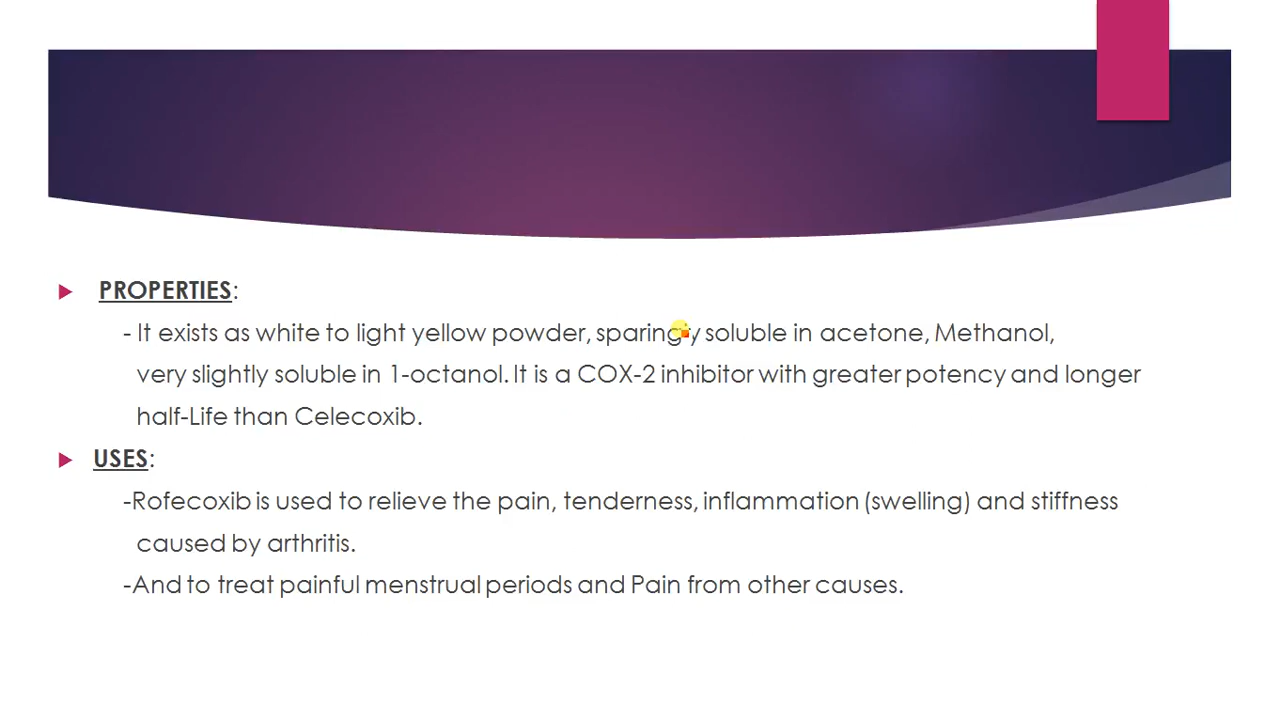 PROPERTIES:
- It exists as white to light yellow powder, sparingly soluble in acetone, Methanol,
very slightly soluble in 1-octanol. It is a COX-2 inhibitor with greater potency and longer
half-Life than Celecoxib.
USES:
-Rofecoxib is used to relieve the pain, tenderness, inflammation (swelling) and stiffness
caused by arthritis.
-And to treat painful menstrual periods and Pain from other causes.